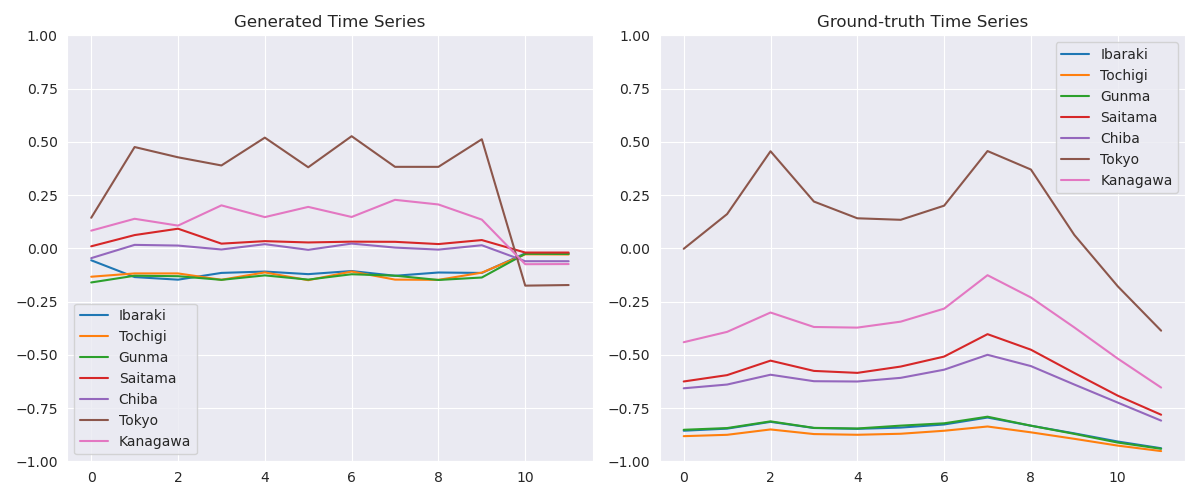 Generated Time Series
1.00
0.75
0.50
0.25
0.00
−0.25
−0.50
−0.75
−1.00
0
2
4
6
8
10
Ibaraki
Tochigi
Gunma
Saitama
Chiba
Tokyo
Kanagawa
Ground-truth Time Series
1.00
0.75
0.50
0.25
0.00
−0.25
−0.50
−0.75
−1.00
0
2
4
6
8
10
Ibaraki
Tochigi
Gunma
Saitama
Chiba
Tokyo
Kanagawa